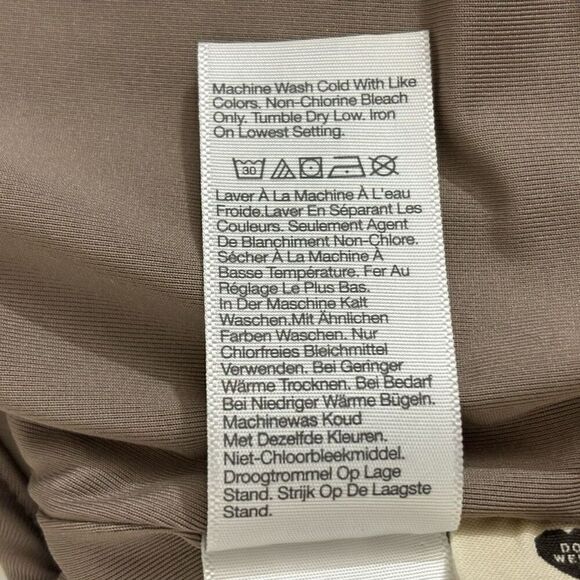 Machine Wash Cold With Like
Colors. Non-Chlorine Bleach
Only. Tumble Dry Low. Iron
On Lowest Setting.
30
Laver À La Machine À L'eau
Froide.Laver En Séparant Les
Couleurs. Seulement Agent
De Blanchiment Non-Chlore.
Sécher À La Machine À
Basse Température. Fer Au
Réglage Le Plus Bas.
In Der Maschine Kalt
Waschen.Mit Ähnlichen
Farben Waschen. Nur
Chlorfreies Bleichmittel
Verwenden. Bei Geringer
Wärme Trocknen. Bei Bedarf
Bei Niedriger Wärme Bügeln.
Machinewas Koud
Met Dezelfde Kleuren.
Niet-Chloorbleekmiddel.
Droogtrommel Op Lage
Stand. Strijk Op De Laagste
Stand.